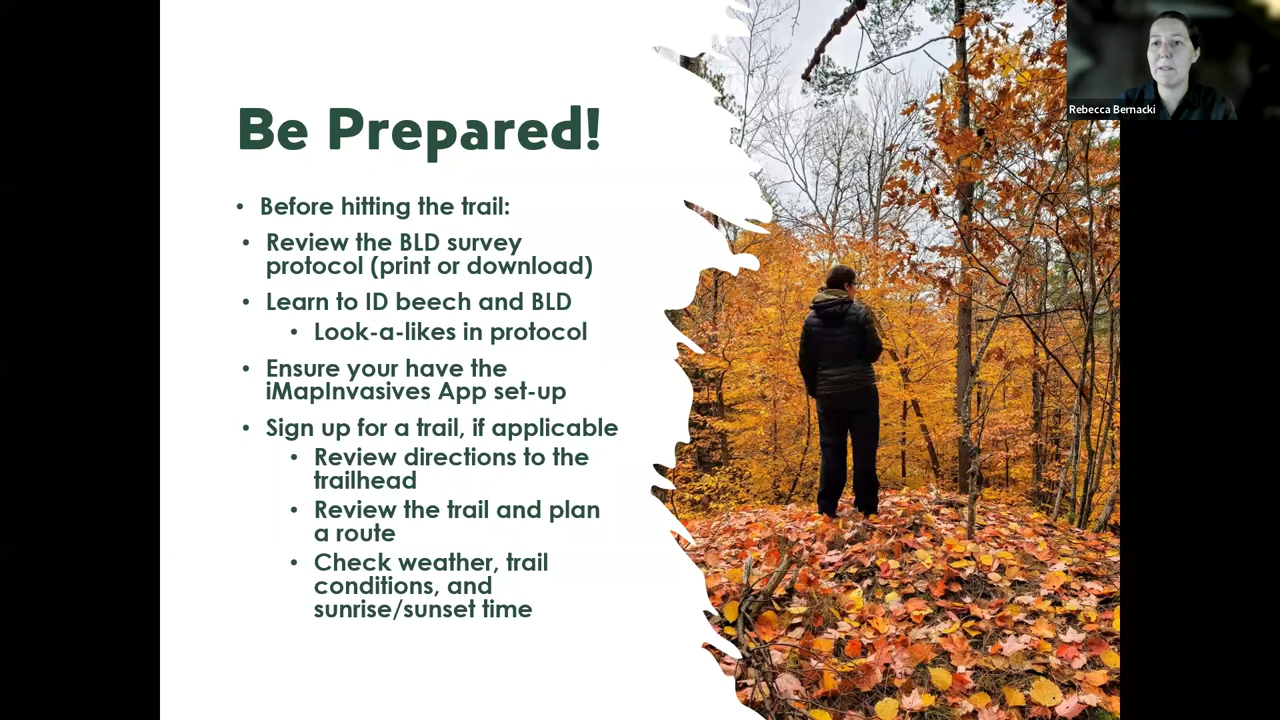 Be Prepared!
• Before hitting the trail:
• Review the BLD survey
protocol (print or download)
• Learn to ID beech and BLD
• Look-a-likes in protocol
• Ensure your have the
iMapInvasives App set-up
• Sign up for a trail, if applicable
• Review directions to the
trailhead
• Review the trail and plan
a route
• Check weather, trail
conditions, and
sunrise/sunset time
Rebecca Bernacki